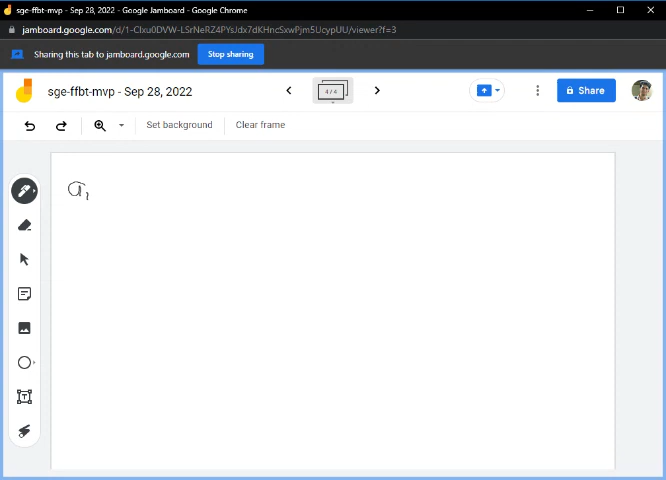 sge-ffbt-mvp - Sep 28, 2022 - Google Jamboard - Google Chrome
jamboard.google.com/d/1-CIxu0DVW-LSrNeRZ4PYsJdx7dKHncSxwPjm5UcypUU/viewer?f=3
Sharing this tab to jamboard.google.com Stop sharing
sge-ffbt-mvp - Sep 28, 2022 4/4 Share
Set background Clear frame